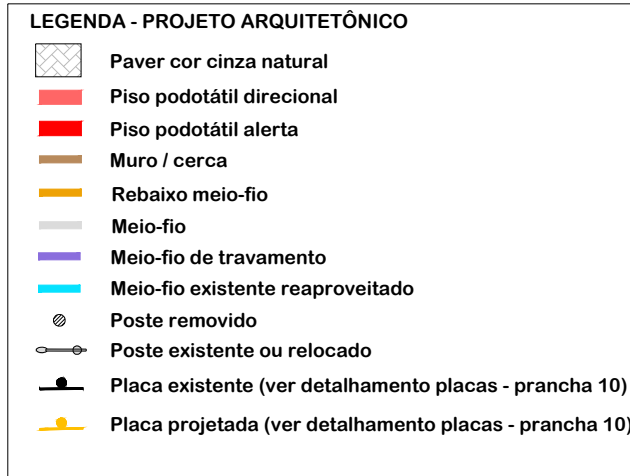 LEGENDA - PROJETO ARQUITETÔNICO
Paver cor cinza natural
Piso podotátil direcional
Piso podotátil alerta
Muro / cerca
Rebaixo meio-fio
Meio-fio
Meio-fio de travamento
Meio-fio existente reaproveitado
Poste removido
Poste existente ou relocado
Placa existente (ver detalhamento placas - prancha 10)
Placa projetada (ver detalhamento placas - prancha 10)